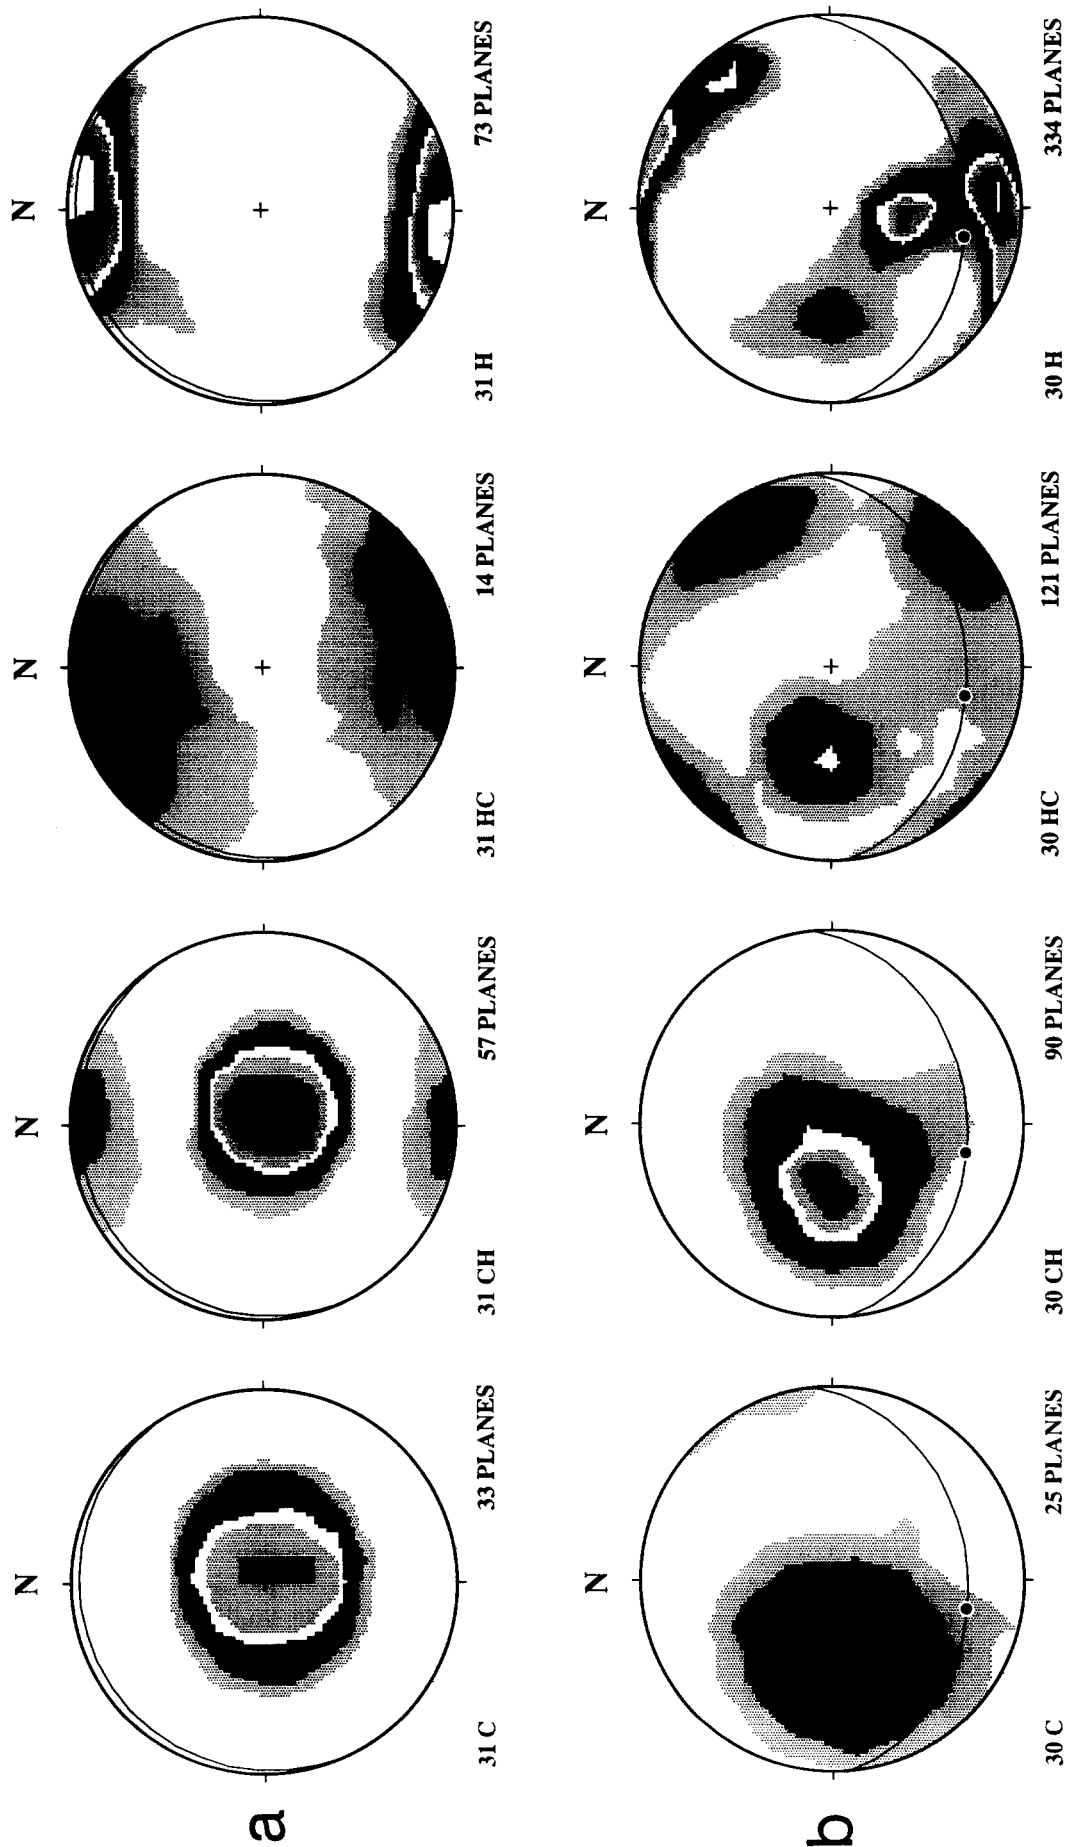 a
N
31 C
33 PLANES
N
31 CH
57 PLANES
N
31 HC
14 PLANES
N
31 H
73 PLANES
b
N
30 C
25 PLANES
N
30 CH
90 PLANES
N
30 HC
121 PLANES
N
30 H
334 PLANES